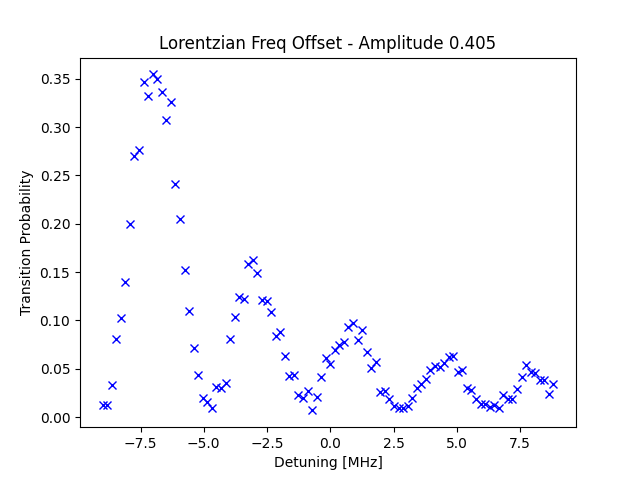 Lorentzian Freq Offset - Amplitude 0.405
Transition Probability
0.35
0.30
0.25
0.20
0.15
0.10
0.05
0.00
−7.5 −5.0 −2.5 0.0 2.5 5.0 7.5
Detuning [MHz]